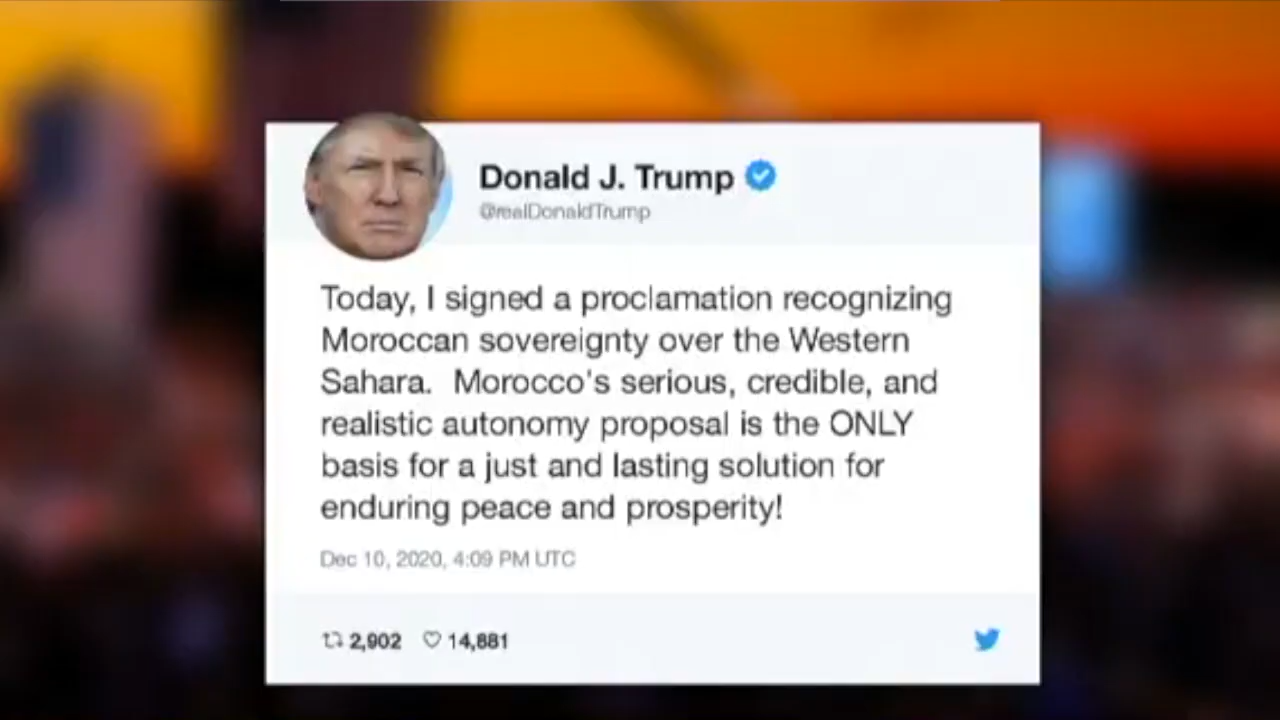 Donald J. Trump
@realDonaldTrump
Today, I signed a proclamation recognizing
Moroccan sovereignty over the Western
Sahara.  Morocco's serious, credible, and
realistic autonomy proposal is the ONLY
basis for a just and lasting solution for
enduring peace and prosperity!
Dec 10, 2020, 4:09 PM UTC
2,902 14,881